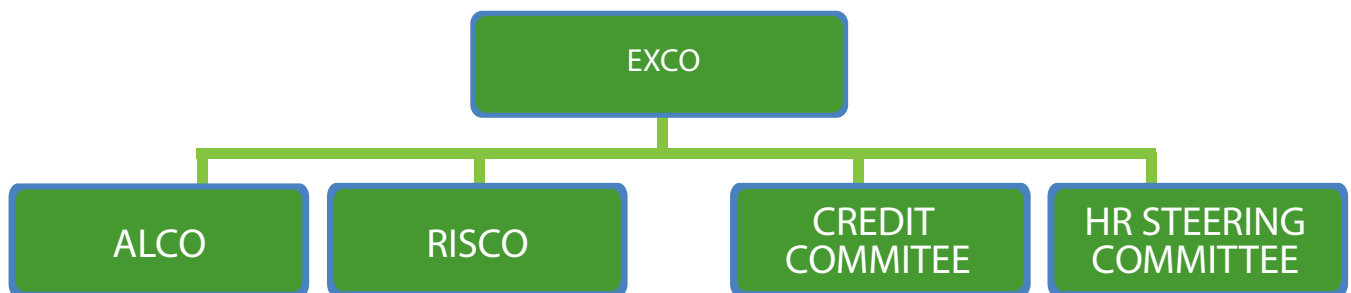 EXCO
ALCO
RISCO
CREDIT
COMMITEE
HR STEERING
COMMITTEE